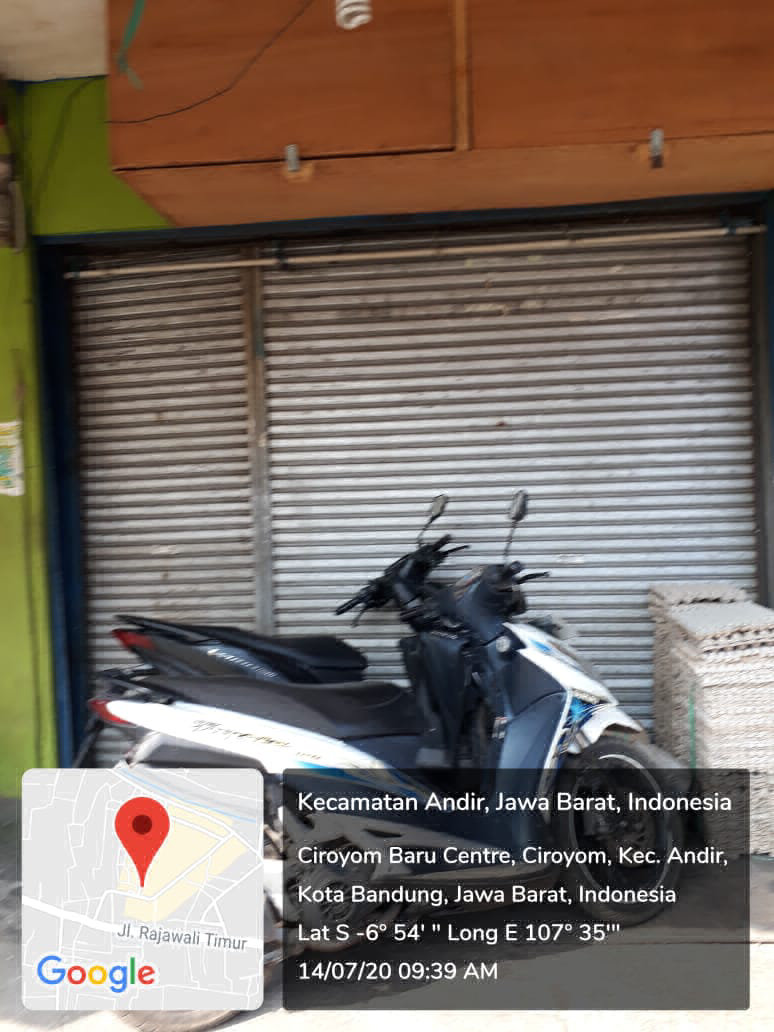 Kecamatan Andir, Jawa Barat, Indonesia
Ciroyom Baru Centre, Ciroyom, Kec. Andir,
Kota Bandung, Jawa Barat, Indonesia
Lat S -6° 54' " Long E 107° 35'"
14/07/20 09:39 AM
Jl. Rajawali Timur
Google